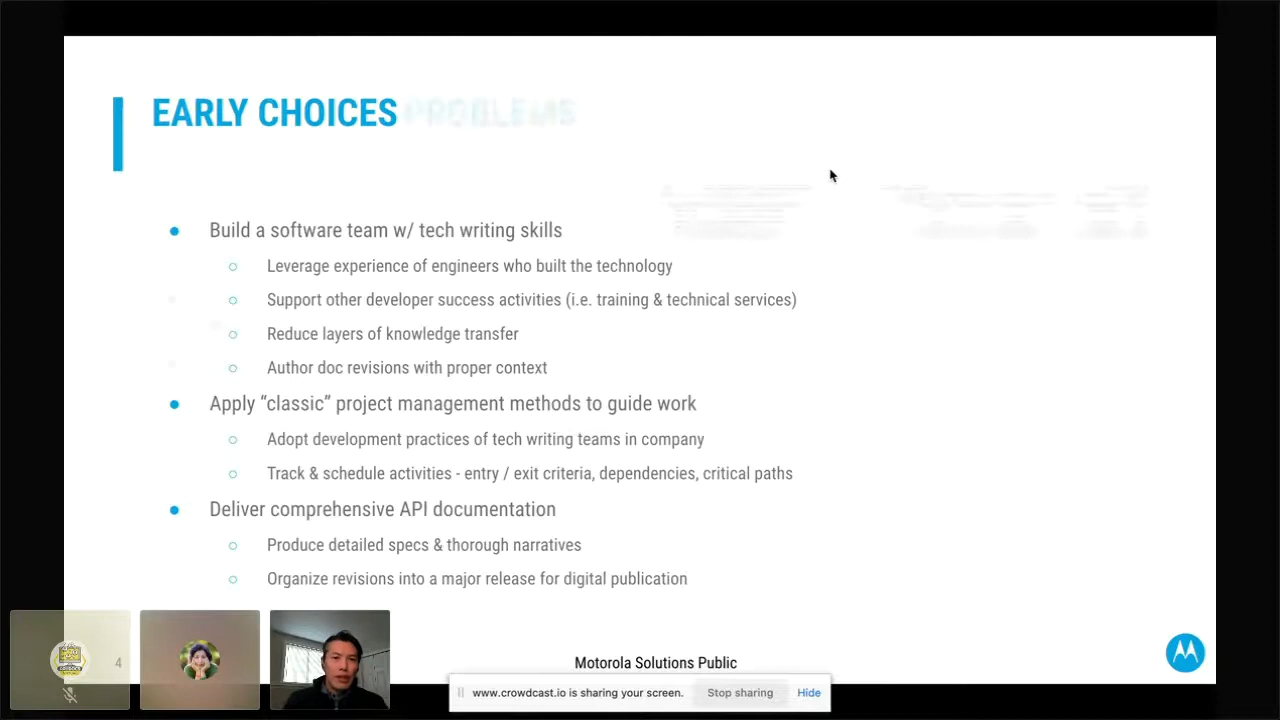 EARLY CHOICES PROBLEMS
● Build a software team w/ tech writing skills
○ Leverage experience of engineers who built the technology
○ Support other developer success activities (i.e. training & technical services)
○ Reduce layers of knowledge transfer
○ Author doc revisions with proper context
● Apply “classic” project management methods to guide work
○ Adopt development practices of tech writing teams in company
○ Track & schedule activities - entry / exit criteria, dependencies, critical paths
● Deliver comprehensive API documentation
○ Produce detailed specs & thorough narratives
○ Organize revisions into a major release for digital publication
4
Motorola Solutions Public
www.crowdcast.io is sharing your screen. Stop sharing Hide